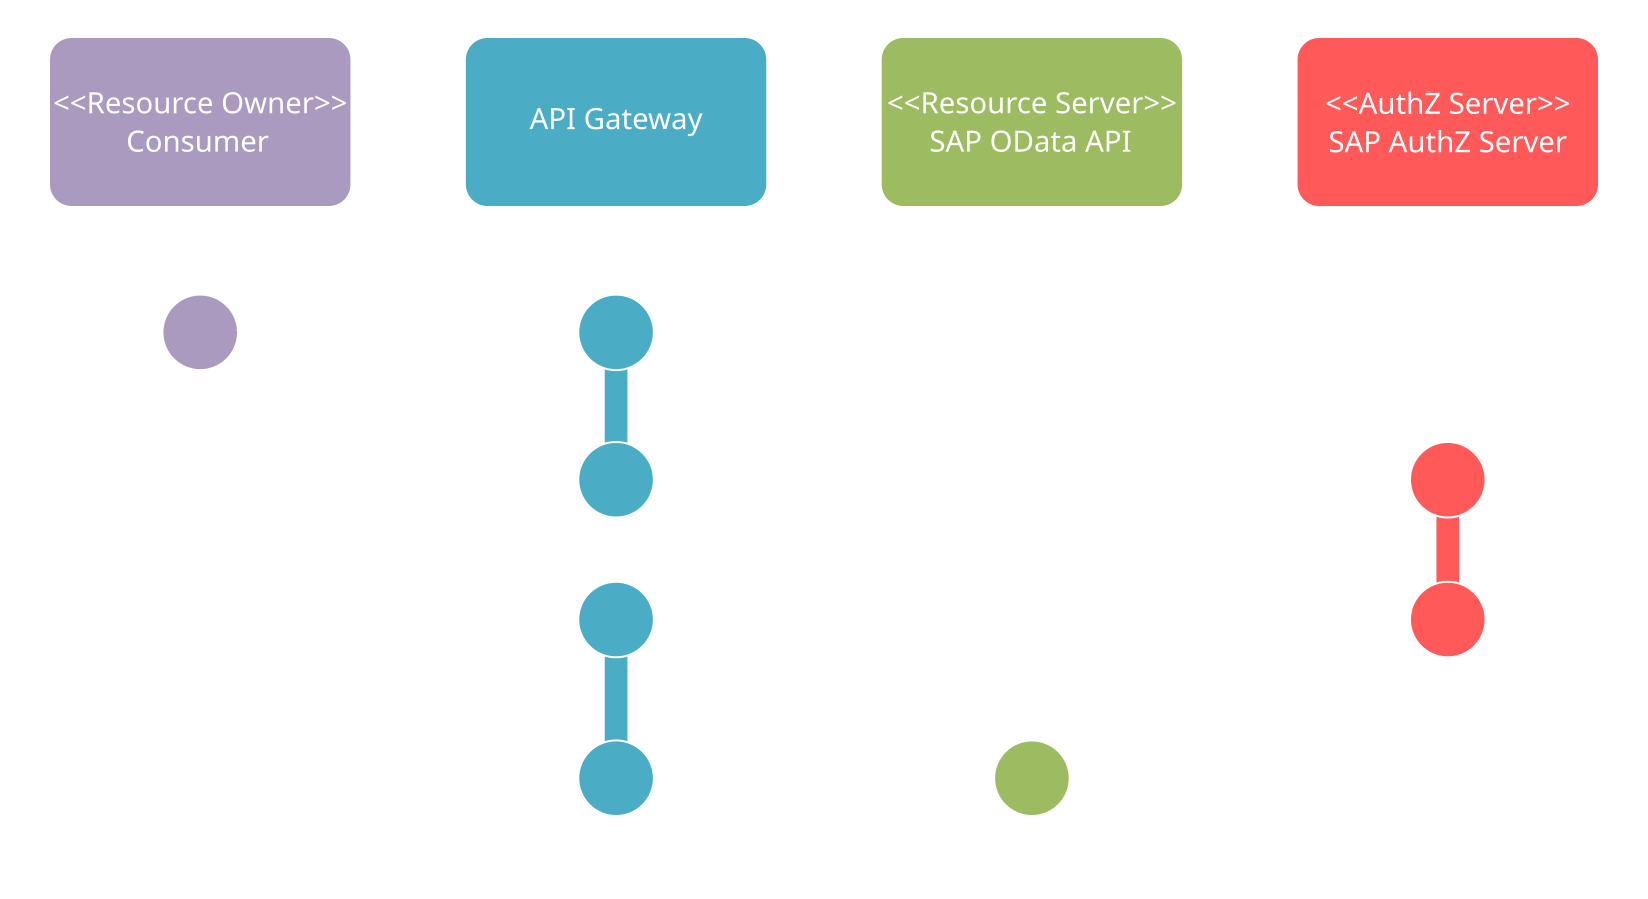 <<Resource Owner>>
Consumer
API Gateway
<<Resource Server>>
SAP OData API
<<AuthZ Server>>
SAP AuthZ Server